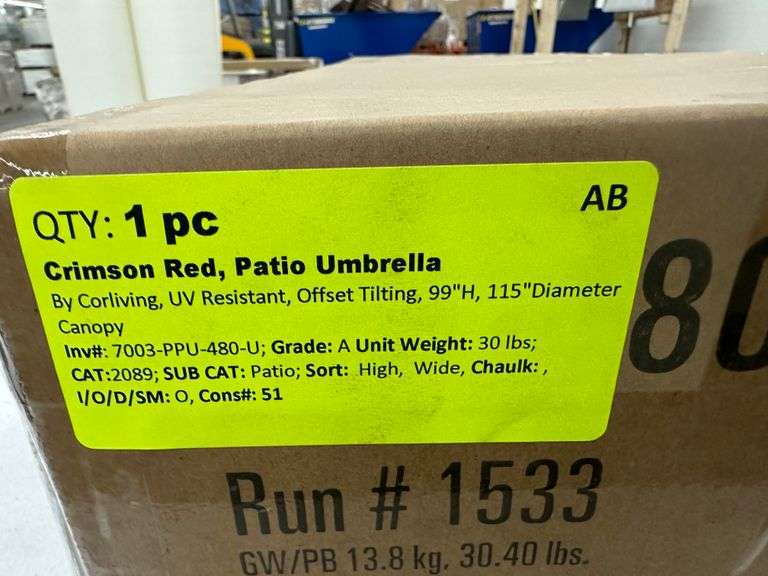 AB
QTY: 1 pc
Crimson Red, Patio Umbrella
By Corliving, UV Resistant, Offset Tilting, 99"H, 115"Diameter
Canopy
Inv#: 7003-PPU-480-U; Grade: A Unit Weight: 30 lbs;
CAT:2089; SUB CAT: Patio; Sort: High, Wide, Chaulk: ,
I/O/D/SM: O, Cons#: 51
80
Run # 1533
GW/PB 13.8 kg, 30.40 lbs.